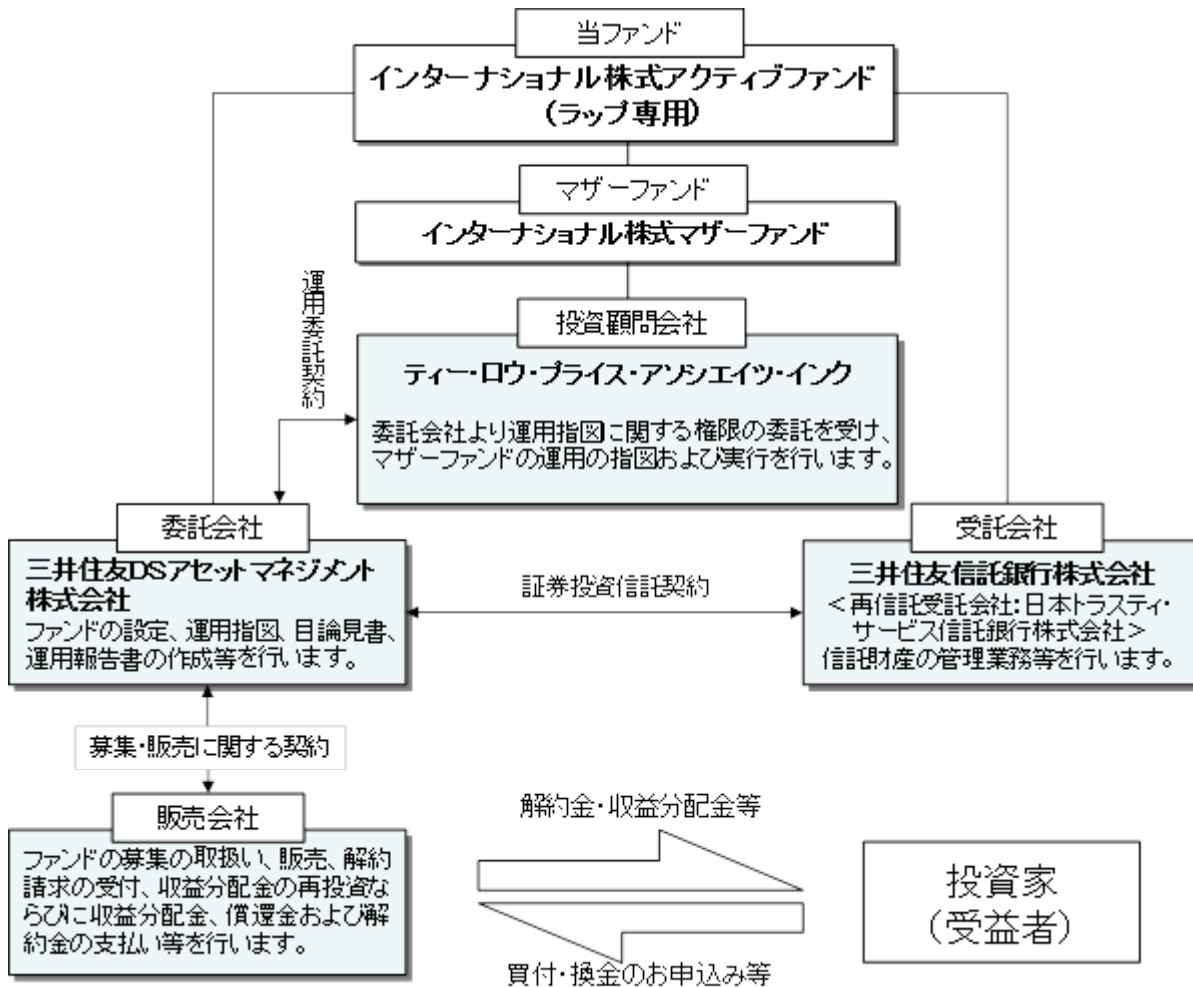 当ファンド
インターナショナル株式アクティブファンド
(ラップ専用)
マザーファンド
インターナショナル株式マザーファンド
運用委託契約
投資顧問会社
ティー・ロウ・プライス・アソシエイツ・インク
委託会社より運用指図に関する権限の委託を受け、
マザーファンドの運用の指図および実行を行います。
委託会社
三井住友DSアセットマネジメント
株式会社
ファンドの設定、運用指図、目論見書、
運用報告書の作成等を行います。
証券投資信託契約
受託会社
三井住友信託銀行株式会社
<再信託受託会社:日本トラスティ・
サービス信託銀行株式会社>
信託財産の管理業務等を行います。
募集・販売に関する契約
販売会社
ファンドの募集の取扱い、販売、解約
請求の受付、収益分配金の再投資な
らびに収益分配金、償還金および解
約金の支払い等を行います。
解約金・収益分配金等
買付・換金のお申込み等
投資家
(受益者)